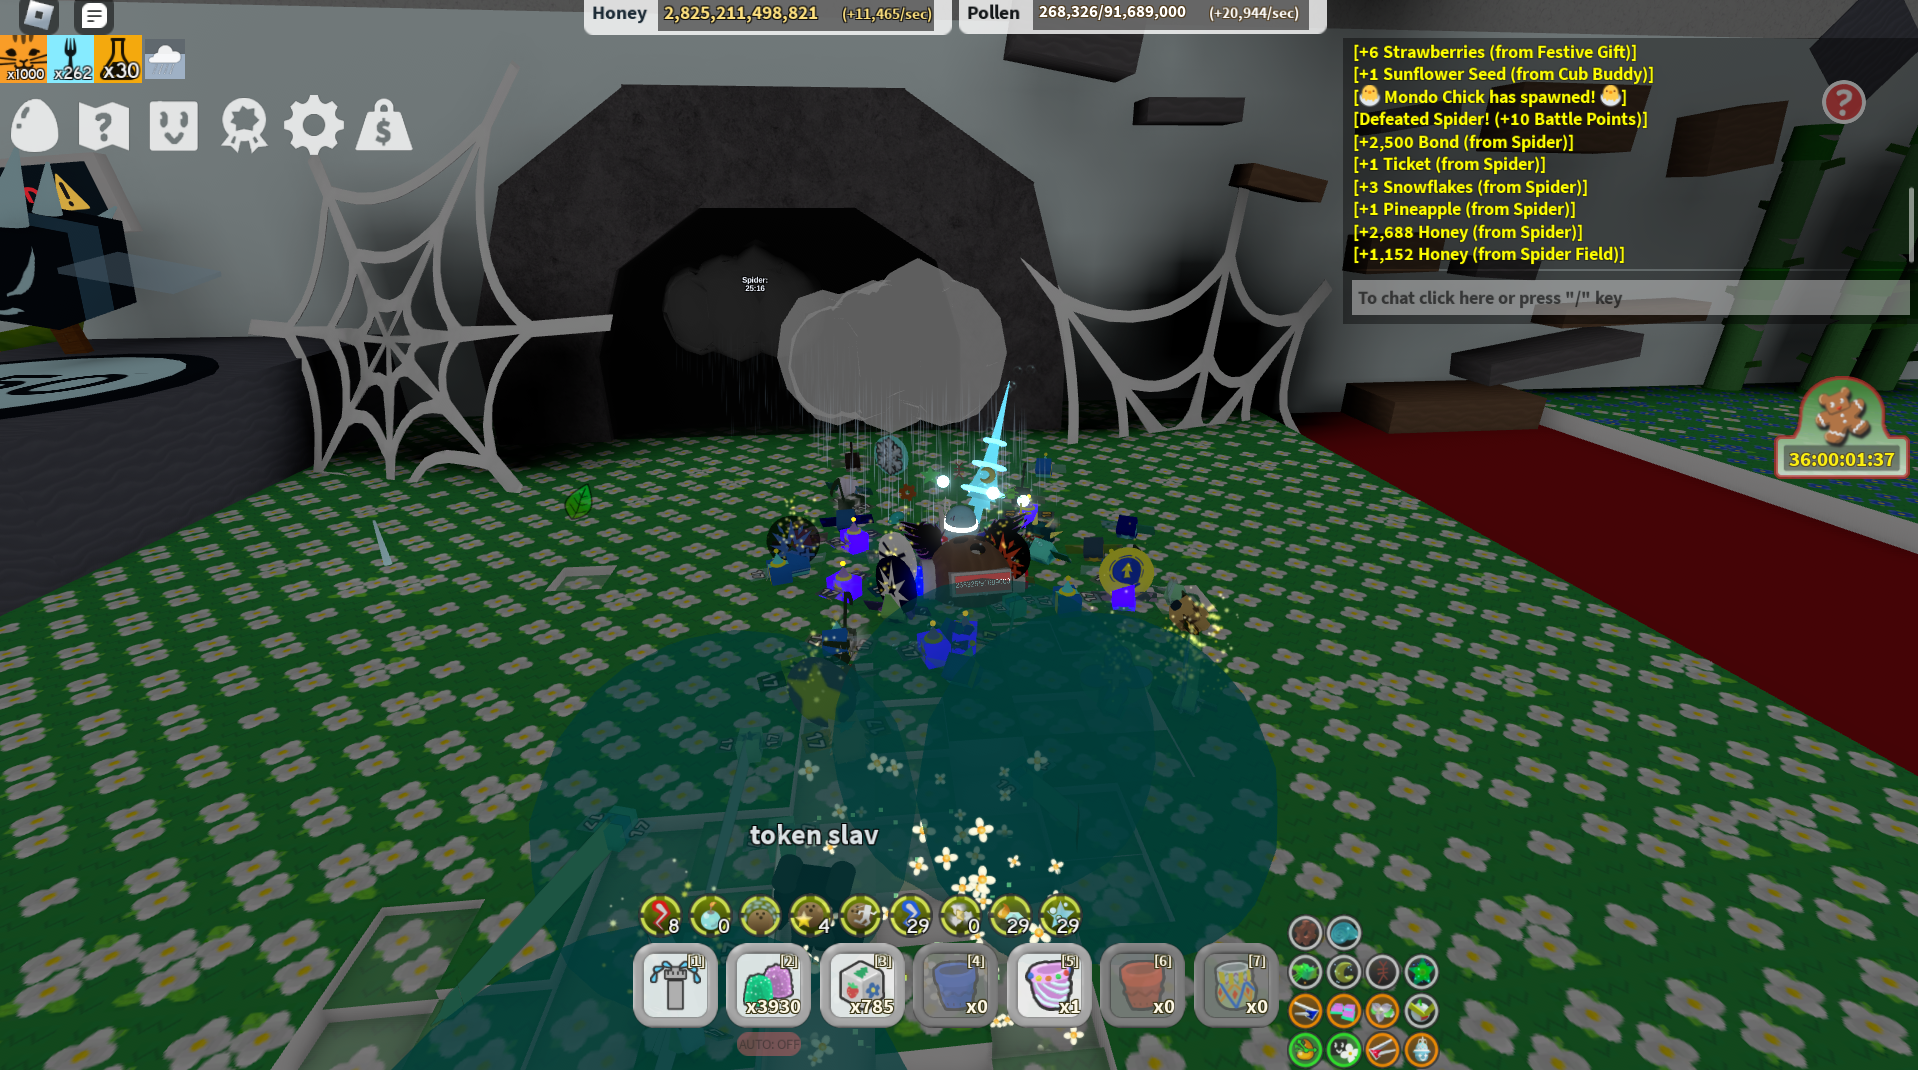 Honey 2,825,211,498,821 (+11,465/sec)
Pollen 268,326/91,689,000 (+20,944/sec)
x1000 x262 x30
[+6 Strawberries (from Festive Gift)]
[+1 Sunflower Seed (from Cub Buddy)]
[🐣 Mondo Chick has spawned! 🐣]
[Defeated Spider! (+10 Battle Points)]
[+2,500 Bond (from Spider)]
[+1 Ticket (from Spider)]
[+3 Snowflakes (from Spider)]
[+1 Pineapple (from Spider)]
[+2,688 Honey (from Spider)]
[+1,152 Honey (from Spider Field)]
To chat click here or press "/" key
Spider:
25:16
36:00:01:37
17
17
token slav
8 0 4 29 0 29 29
[1] [2] [3] [4] [5] [6] [7]
x3930 x785 x0 x1 x0 x0
AUTO: OFF